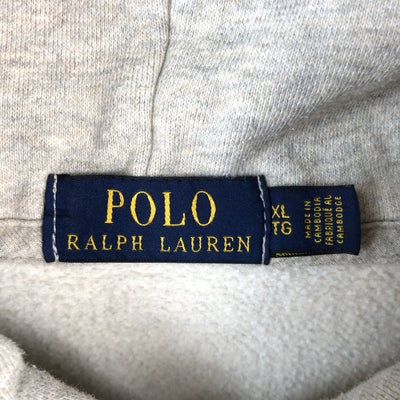 POLO
RALPH LAUREN
XL
TG
MADE IN
CAMBODIA
FABRIQUÉ AU
CAMBODGE